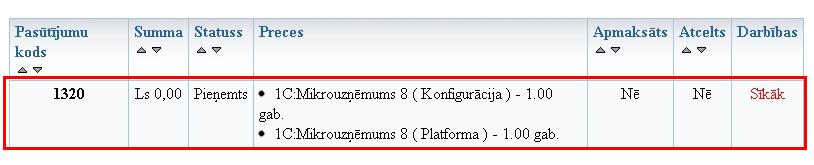 Pasūtījumu kods Summa Statuss Preces Apmaksāts Atcelts Darbības
1320 Ls 0,00 Pieņemts • 1C:Mikrouzņēmums 8 ( Konfigurācija ) - 1.00 Nē Nē Sīkāk
gab.
• 1C:Mikrouzņēmums 8 ( Platforma ) - 1.00 gab.